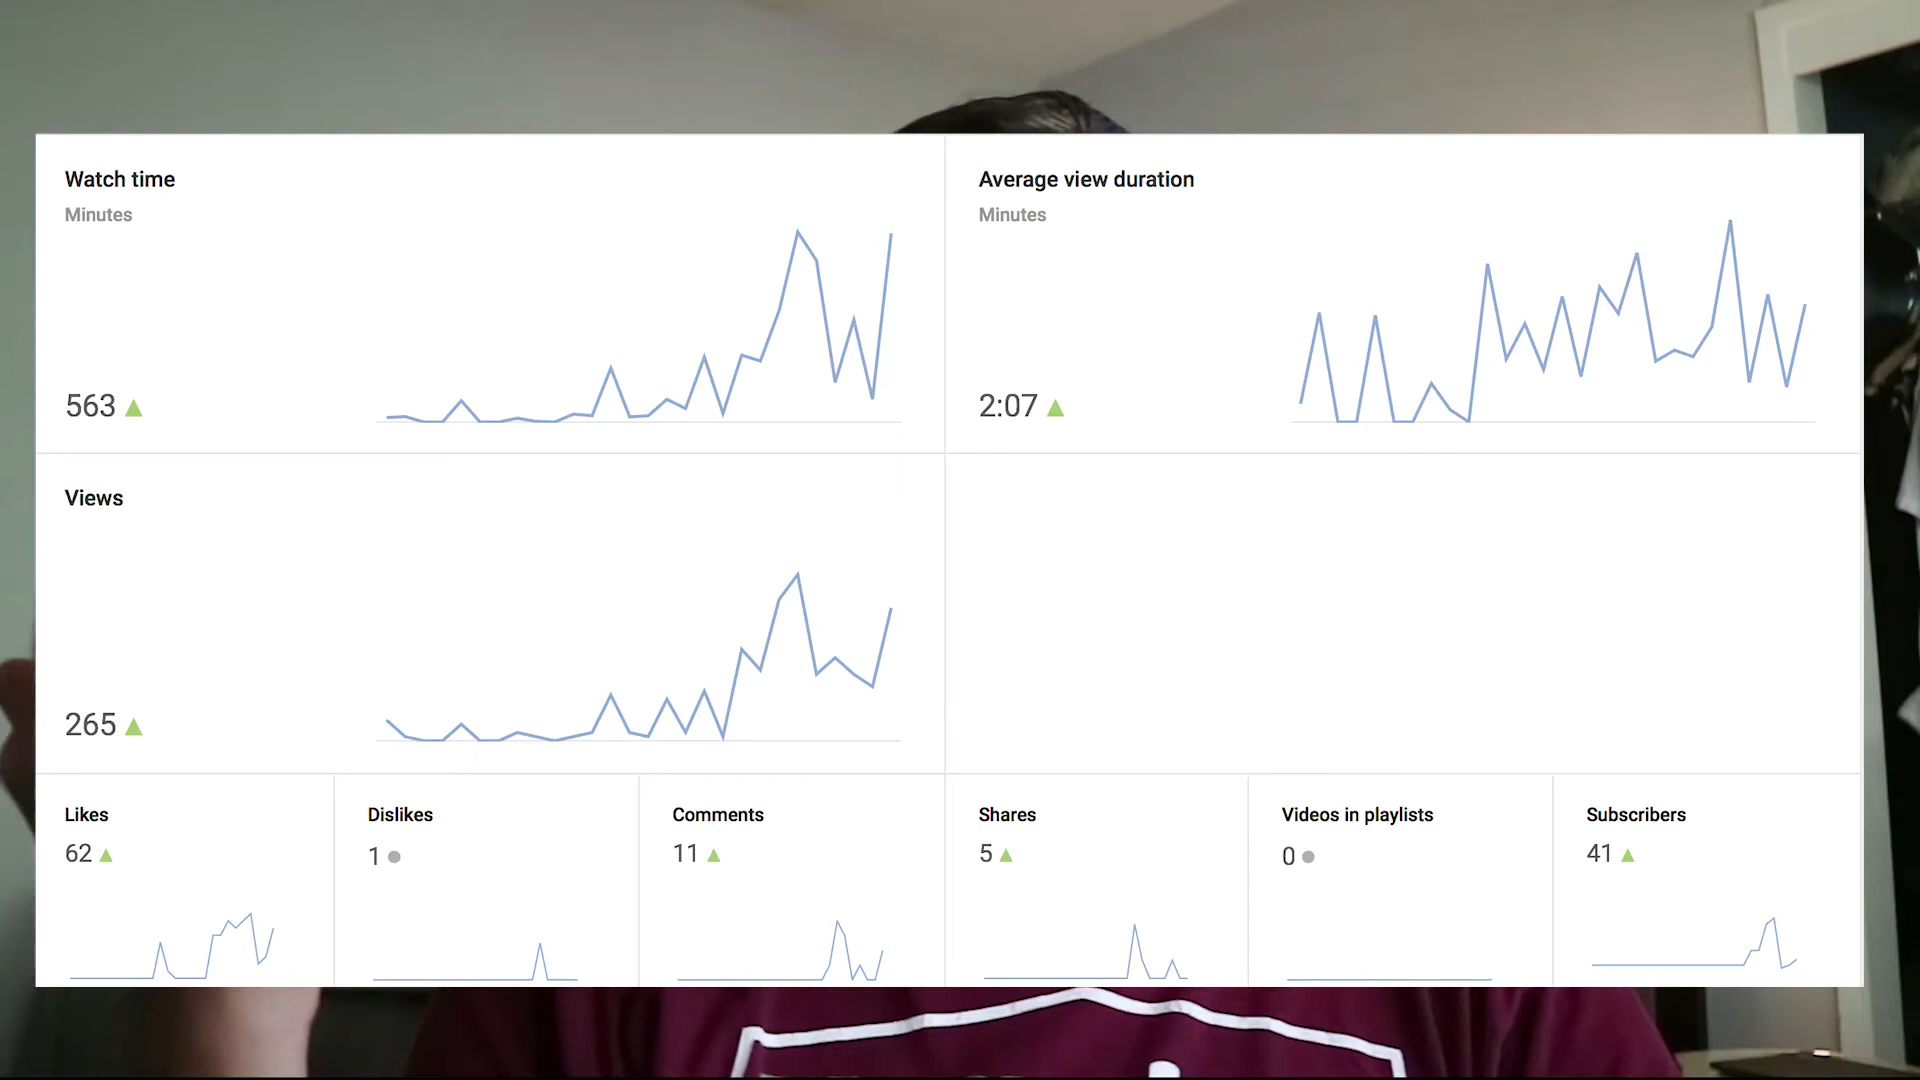 Watch time
Minutes
563
Average view duration
Minutes
2:07
Views
265
Likes
62
Dislikes
1
Comments
11
Shares
5
Videos in playlists
0
Subscribers
41